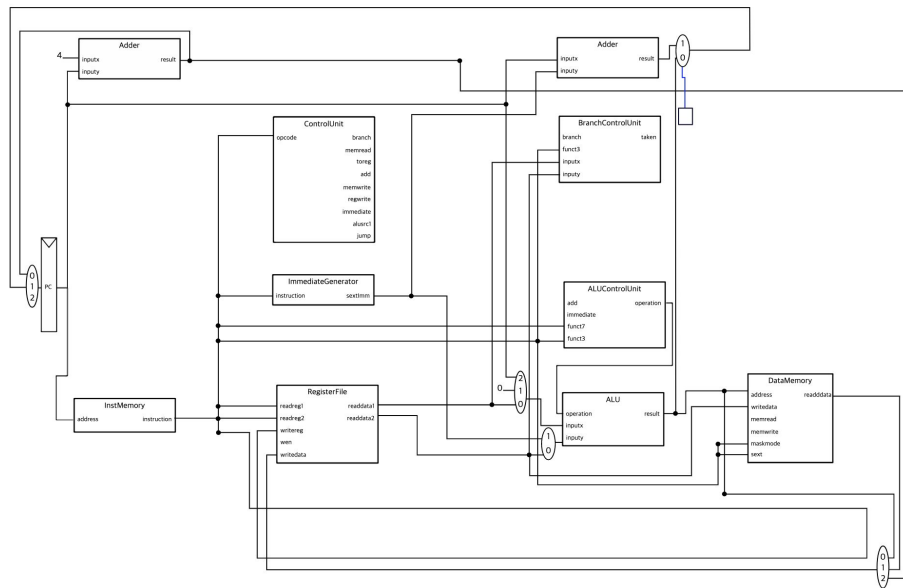 Adder
4
inputx result
inputy
Adder
inputx result
inputy
1
0
ControlUnit
opcode branch
memread
toreg
add
memwrite
regwrite
immediate
alusrc1
jump
BranchControlUnit
branch taken
funct3
inputx
inputy
0
1
2
PC
ImmediateGenerator
instruction sextImm
ALUControlUnit
add operation
immediate
funct7
funct3
InstMemory
address instruction
RegisterFile
readreg1 readdata1
readreg2 readdata2
writereg
wen
writedata
2
0
1
0
ALU
operation result
inputx
inputy
1
0
DataMemory
address readddata
writedata
memread
memwrite
maskmode
sext
0
1
2